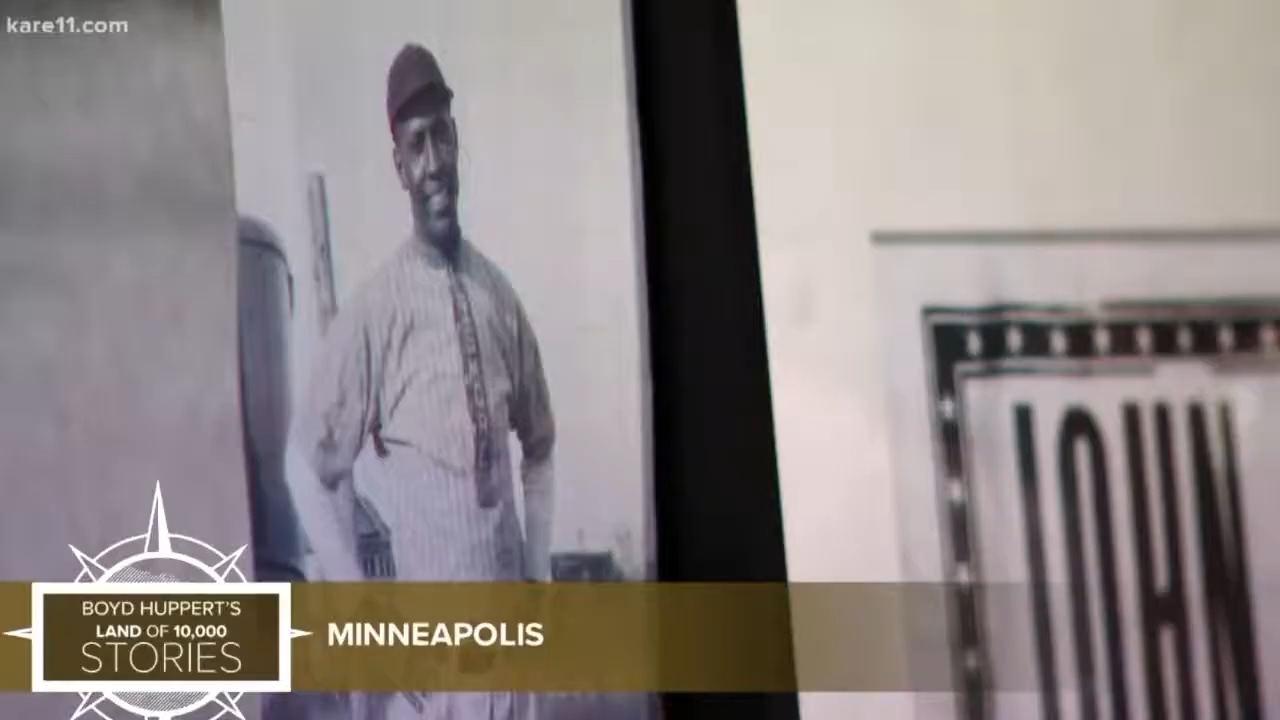 kare11.com
JOHN
BOYD HUPPERT'S
LAND OF 10,000
STORIES
MINNEAPOLIS